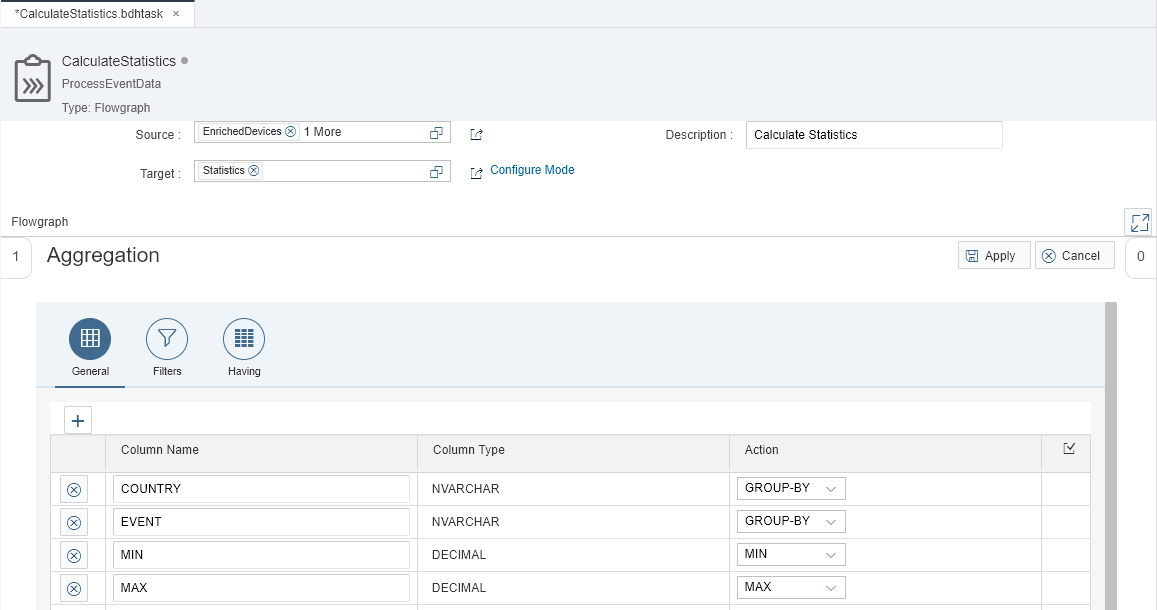 *CalculateStatistics.bdhtask ×
CalculateStatistics
ProcessEventData
Type: Flowgraph
Source : EnrichedDevices 1 More Description : Calculate Statistics
Target : Statistics Configure Mode
Flowgraph
1 Aggregation Apply Cancel 0
General Filters Having
+
Column Name Column Type Action
COUNTRY NVARCHAR GROUP-BY
EVENT NVARCHAR GROUP-BY
MIN DECIMAL MIN
MAX DECIMAL MAX